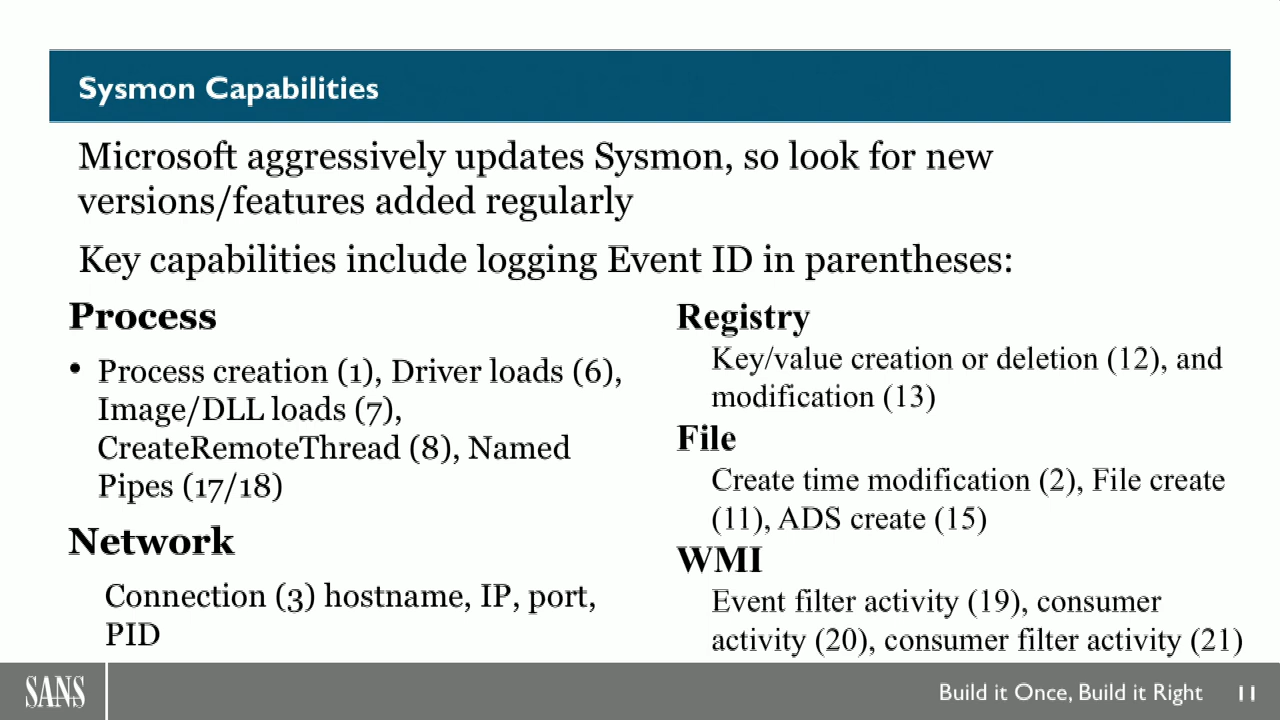 Sysmon Capabilities
Microsoft aggressively updates Sysmon, so look for new
versions/features added regularly
Key capabilities include logging Event ID in parentheses:
Process
• Process creation (1), Driver loads (6),
Image/DLL loads (7),
CreateRemoteThread (8), Named
Pipes (17/18)
Network
Connection (3) hostname, IP, port,
PID
Registry
Key/value creation or deletion (12), and
modification (13)
File
Create time modification (2), File create
(11), ADS create (15)
WMI
Event filter activity (19), consumer
activity (20), consumer filter activity (21)
SANS
Build it Once, Build it Right
11